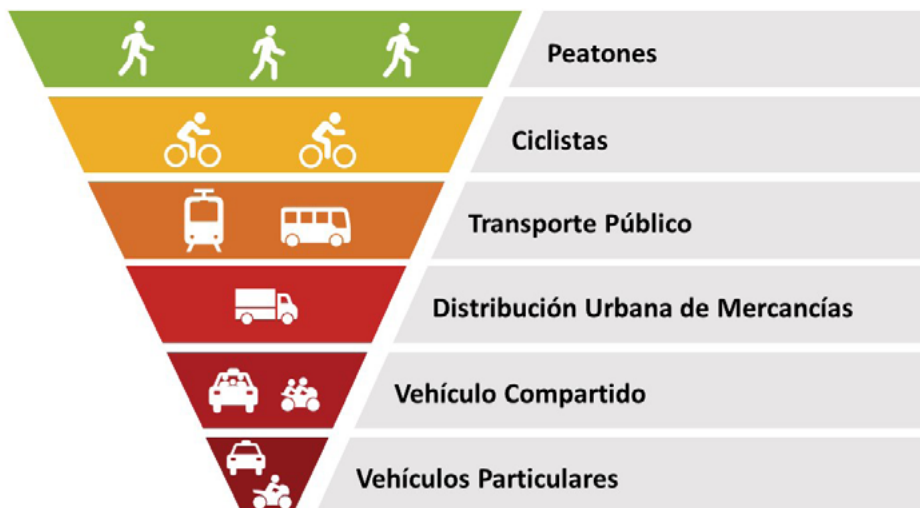 Peatones
Ciclistas
Transporte Público
Distribución Urbana de Mercancías
Vehículo Compartido
Vehículos Particulares